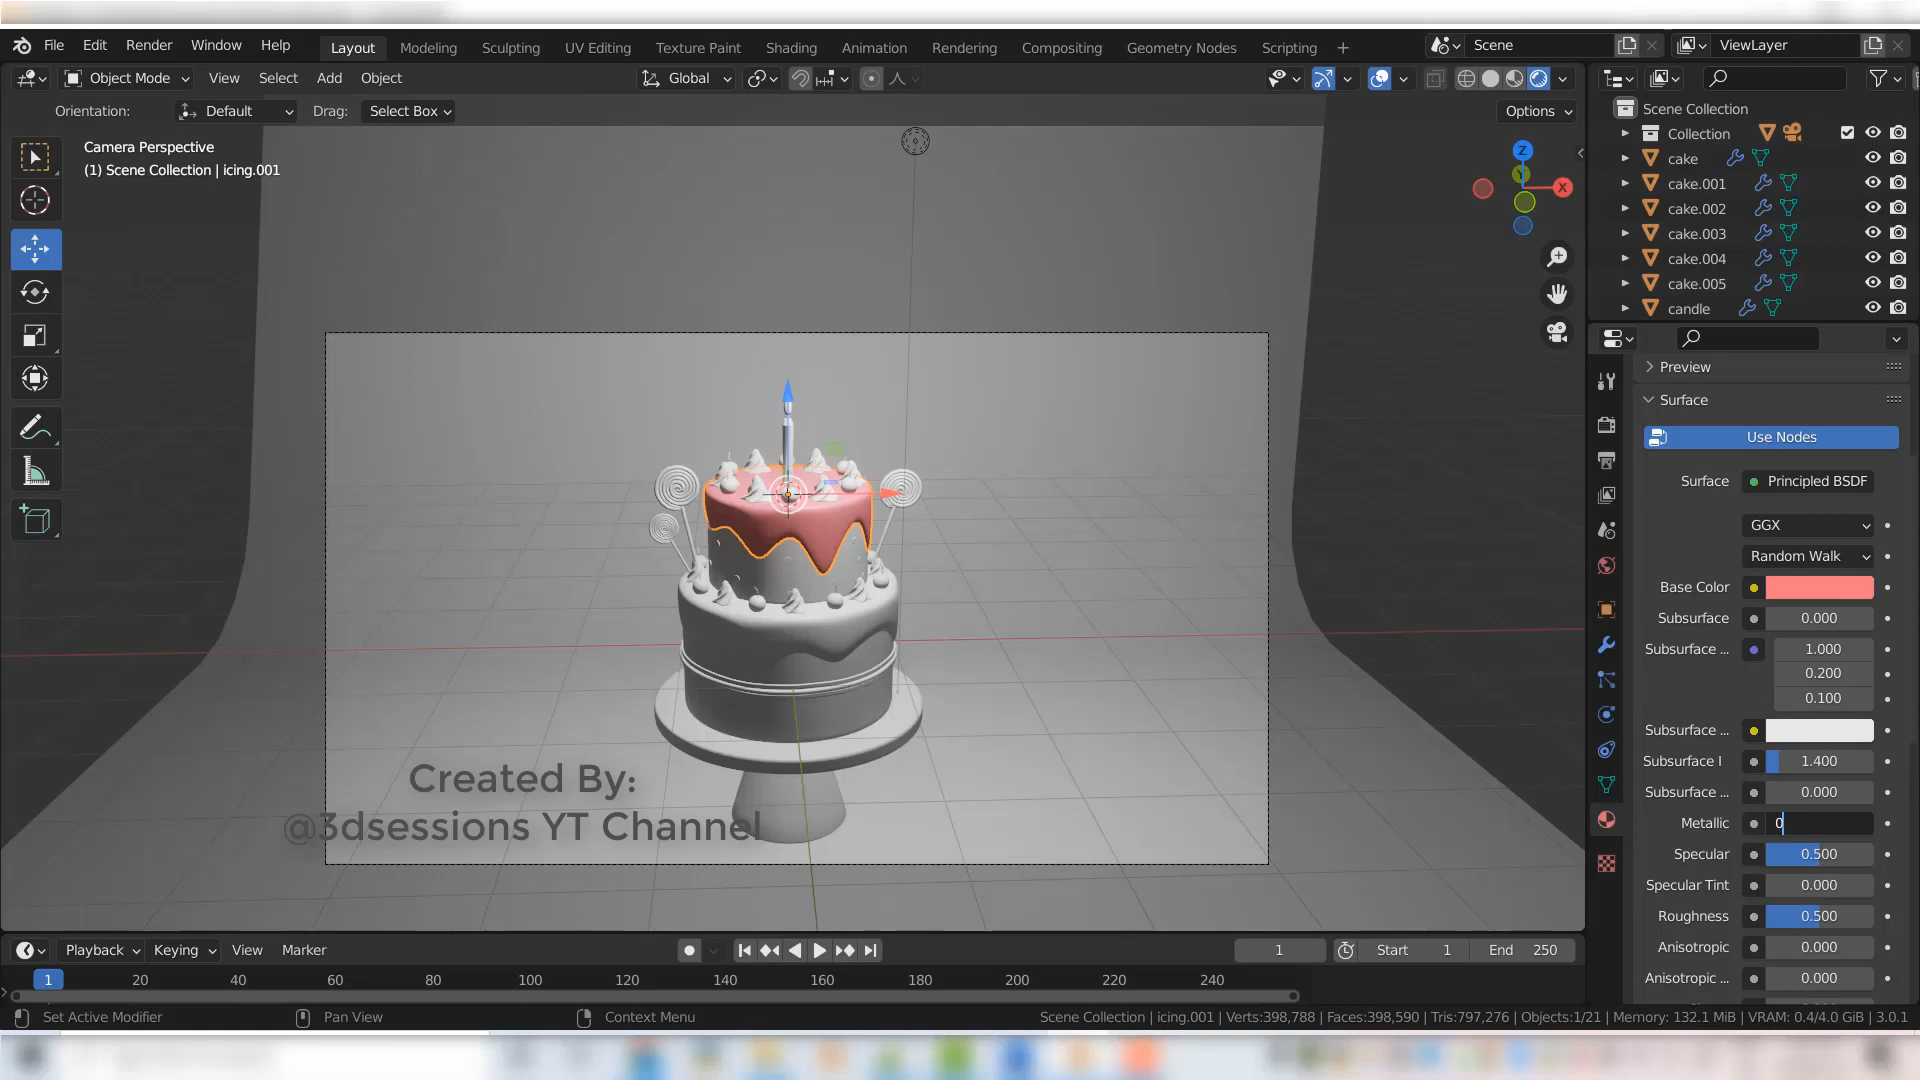 File Edit Render Window Help Layout Modeling Sculpting UV Editing Texture Paint Shading Animation Rendering Compositing Geometry Nodes Scripting + Scene ViewLayer
Object Mode View Select Add Object Global
Orientation: Default Drag: Select Box Options
Camera Perspective
(1) Scene Collection | icing.001
Z
Y
X
Scene Collection
Collection
cake
cake.001
cake.002
cake.003
cake.004
cake.005
candle
Preview
Surface
Use Nodes
Surface Principled BSDF
GGX
Random Walk
Base Color
Subsurface 0.000
Subsurface ... 1.000
0.200
0.100
Subsurface ...
Subsurface I 1.400
Subsurface ... 0.000
Metallic 0
Specular 0.500
Specular Tint 0.000
Roughness 0.500
Anisotropic 0.000
Anisotropic ... 0.000
Created By:
@3dsessions YT Channel
Playback Keying View Marker 1 Start 1 End 250
1 20 40 60 80 100 120 140 160 180 200 220 240
Set Active Modifier Pan View Context Menu Scene Collection | icing.001 | Verts:398,788 | Faces:398,590 | Tris:797,276 | Objects:1/21 | Memory: 132.1 MiB | VRAM: 0.4/4.0 GiB | 3.0.1